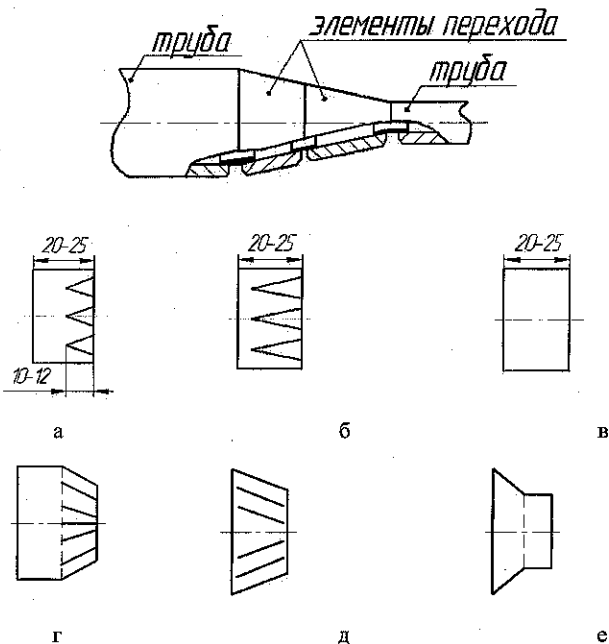 труба
элементы перехода
труба
20-25
20-25
20-25
10-12
а
б
в
г
д
е